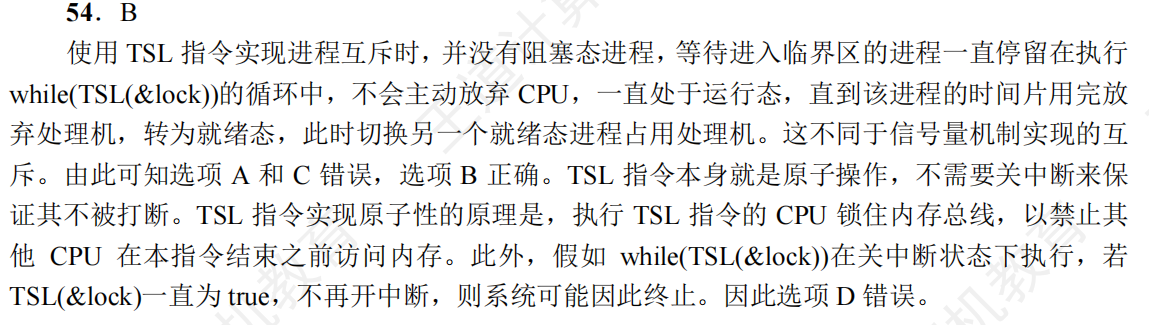 54．B
使用 TSL 指令实现进程互斥时，并没有阻塞态进程，等待进入临界区的进程一直停留在执行
while(TSL(&lock))的循环中，不会主动放弃 CPU，一直处于运行态，直到该进程的时间片用完放
弃处理机，转为就绪态，此时切换另一个就绪态进程占用处理机。这不同于信号量机制实现的互
斥。由此可知选项 A 和 C 错误，选项 B 正确。TSL 指令本身就是原子操作，不需要关中断来保
证其不被打断。TSL 指令实现原子性的原理是，执行 TSL 指令的 CPU 锁住内存总线，以禁止其
他 CPU 在本指令结束之前访问内存。此外，假如 while(TSL(&lock))在关中断状态下执行，若
TSL(&lock)一直为 true，不再开中断，则系统可能因此终止。因此选项 D 错误。